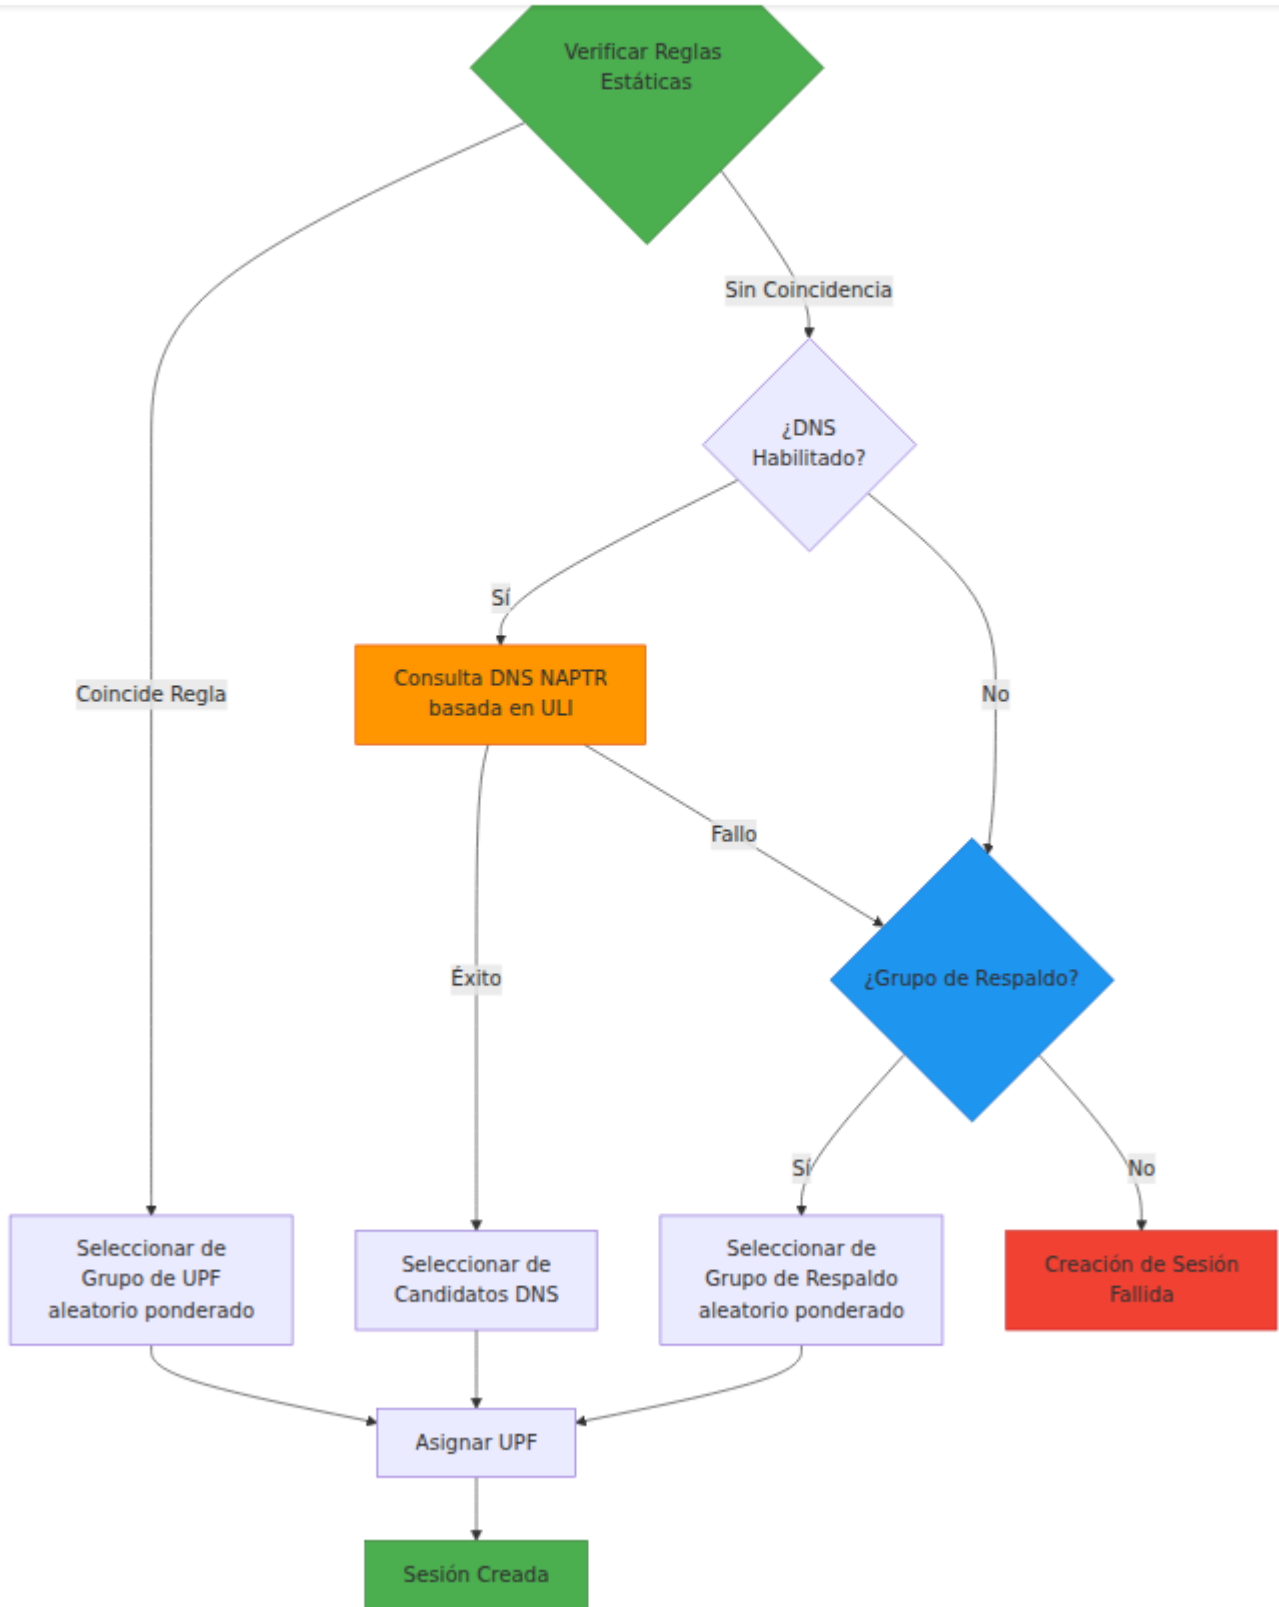 Verificar Reglas
Estáticas
Sin Coincidencia
¿DNS
Habilitado?
Sí
Consulta DNS NAPTR
basada en ULI
Coincide Regla
No
Fallo
Éxito
¿Grupo de Respaldo?
Sí
No
Seleccionar de
Grupo de UPF
aleatorio ponderado
Seleccionar de
Candidatos DNS
Seleccionar de
Grupo de Respaldo
aleatorio ponderado
Creación de Sesión
Fallida
Asignar UPF
Sesión Creada